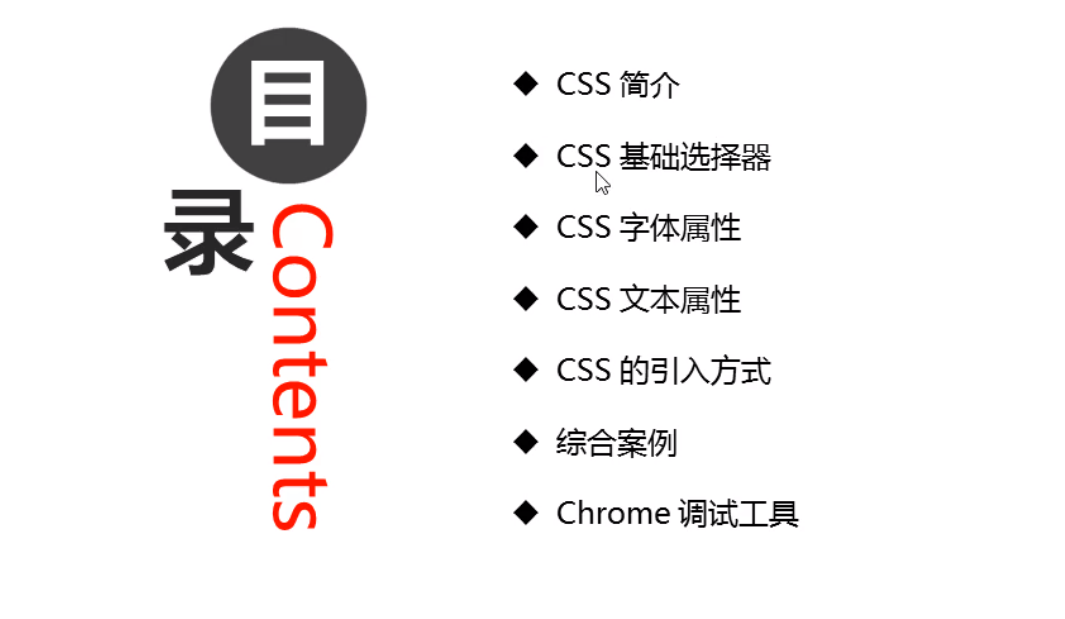 目录
Contents
CSS 简介
CSS 基础选择器
CSS 字体属性
CSS 文本属性
CSS 的引入方式
综合案例
Chrome 调试工具